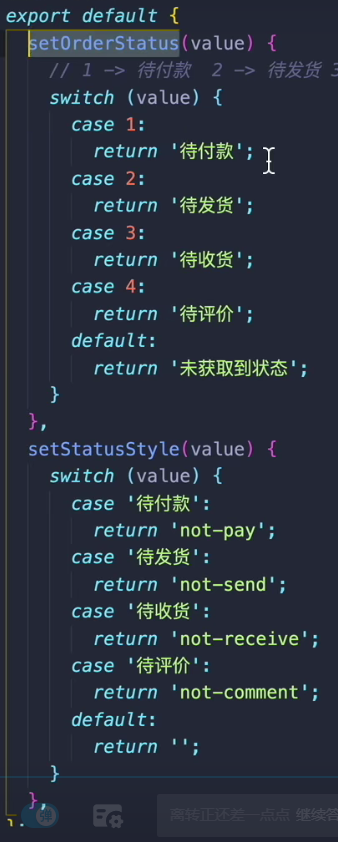 export default {
setOrderStatus(value) {
// 1 -> 待付款  2 -> 待发货 3
switch (value) {
case 1:
return '待付款';
case 2:
return '待发货';
case 3:
return '待收货';
case 4:
return '待评价';
default:
return '未获取到状态';
}
},
setStatusStyle(value) {
switch (value) {
case '待付款':
return 'not-pay';
case '待发货':
return 'not-send';
case '待收货':
return 'not-receive';
case '待评价':
return 'not-comment';
default:
return '';
}
},
弹
离转正还差一点点 继续答
};